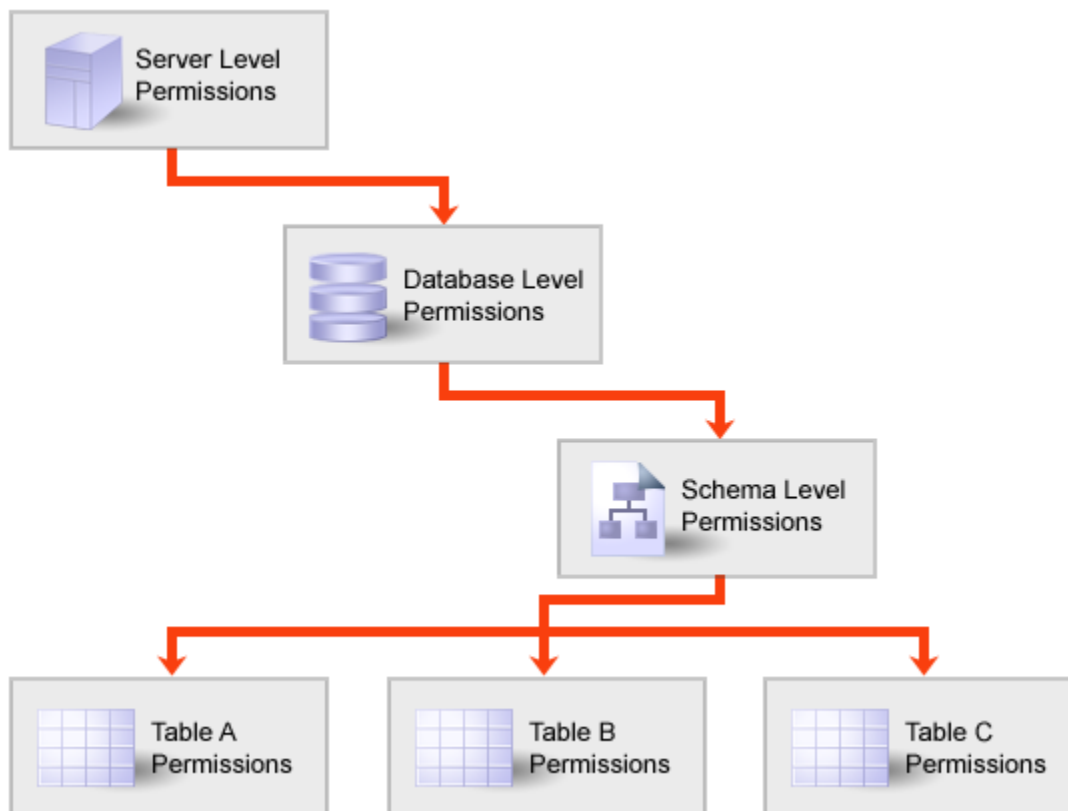 Server Level
Permissions
Database Level
Permissions
Schema Level
Permissions
Table A
Permissions
Table B
Permissions
Table C
Permissions